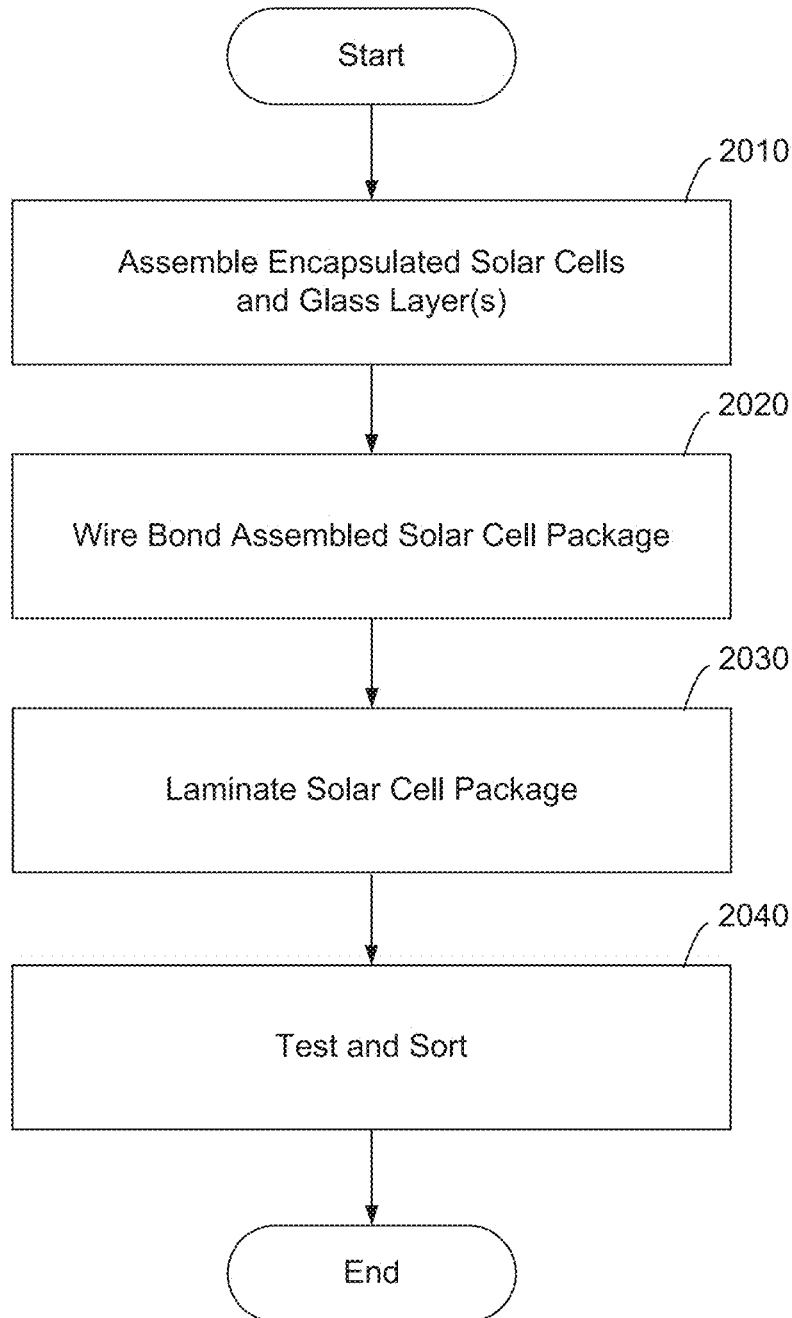 Start
2010
Assemble Encapsulated Solar Cells
and Glass Layer(s)
2020
Wire Bond Assembled Solar Cell Package
2030
Laminate Solar Cell Package
2040
Test and Sort
End